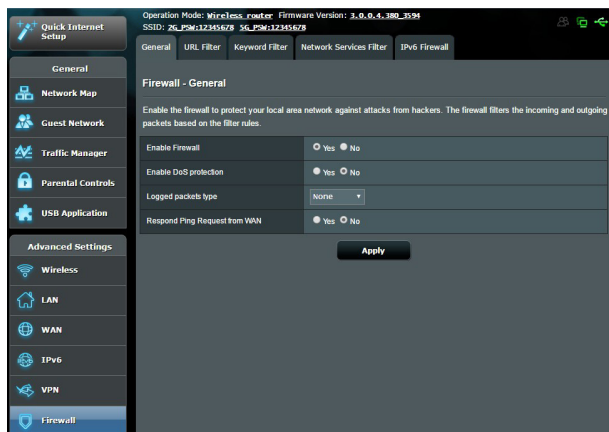 Quick Internet
Setup
Operation Mode: Wireless router Firmware Version: 3.0.0.4.380_3594
SSID: 2G_PSW:12345678 5G_PSW:12345678
General URL Filter Keyword Filter Network Services Filter IPv6 Firewall
General
Network Map
Guest Network
Traffic Manager
Parental Controls
USB Application
Advanced Settings
Wireless
LAN
WAN
IPv6
VPN
Firewall
Firewall - General
Enable the firewall to protect your local area network against attacks from hackers. The firewall filters the incoming and outgoing
packets based on the filter rules.
Enable Firewall Yes No
Enable DoS protection Yes No
Logged packets type None
Respond Ping Request from WAN Yes No
Apply